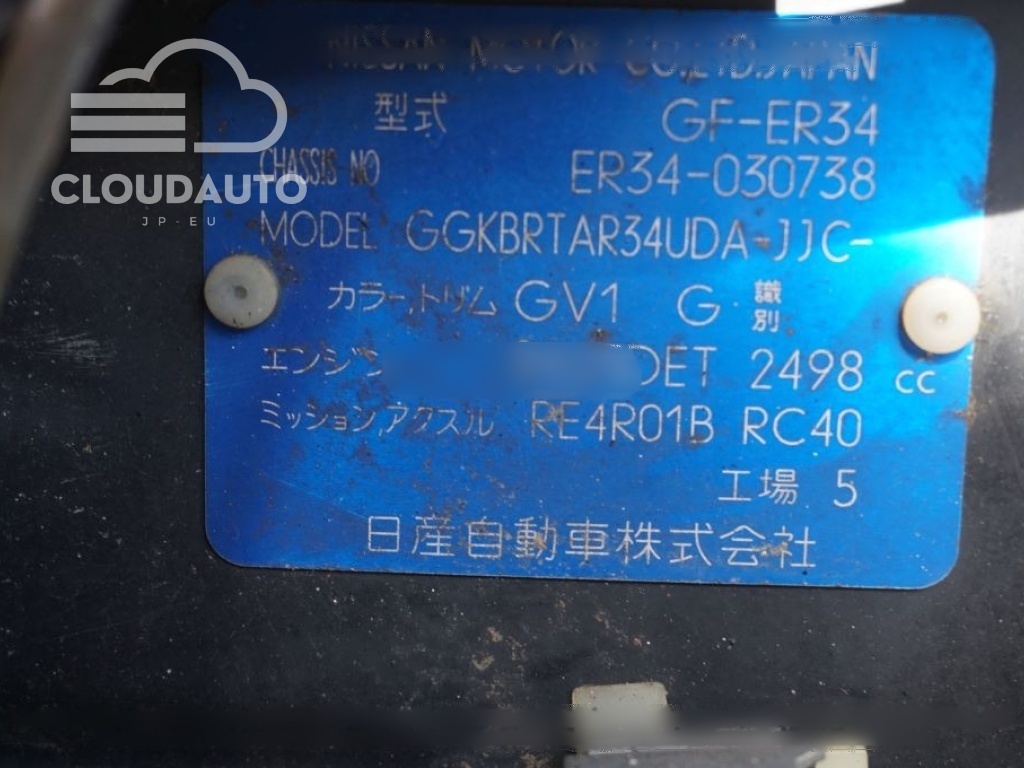 CLOUDAUTO
JP-EU
NISSAN MOTOR CO.,LTD.JAPAN
型式 GF-ER34
CHASSIS NO ER34-030738
MODEL GGKBRTAR34UDA-JJC-
カラー,トリム GV1 G 識別
エンジン DET 2498 cc
ミッション,アクスル RE4R01B RC40
工場 5
日産自動車株式会社